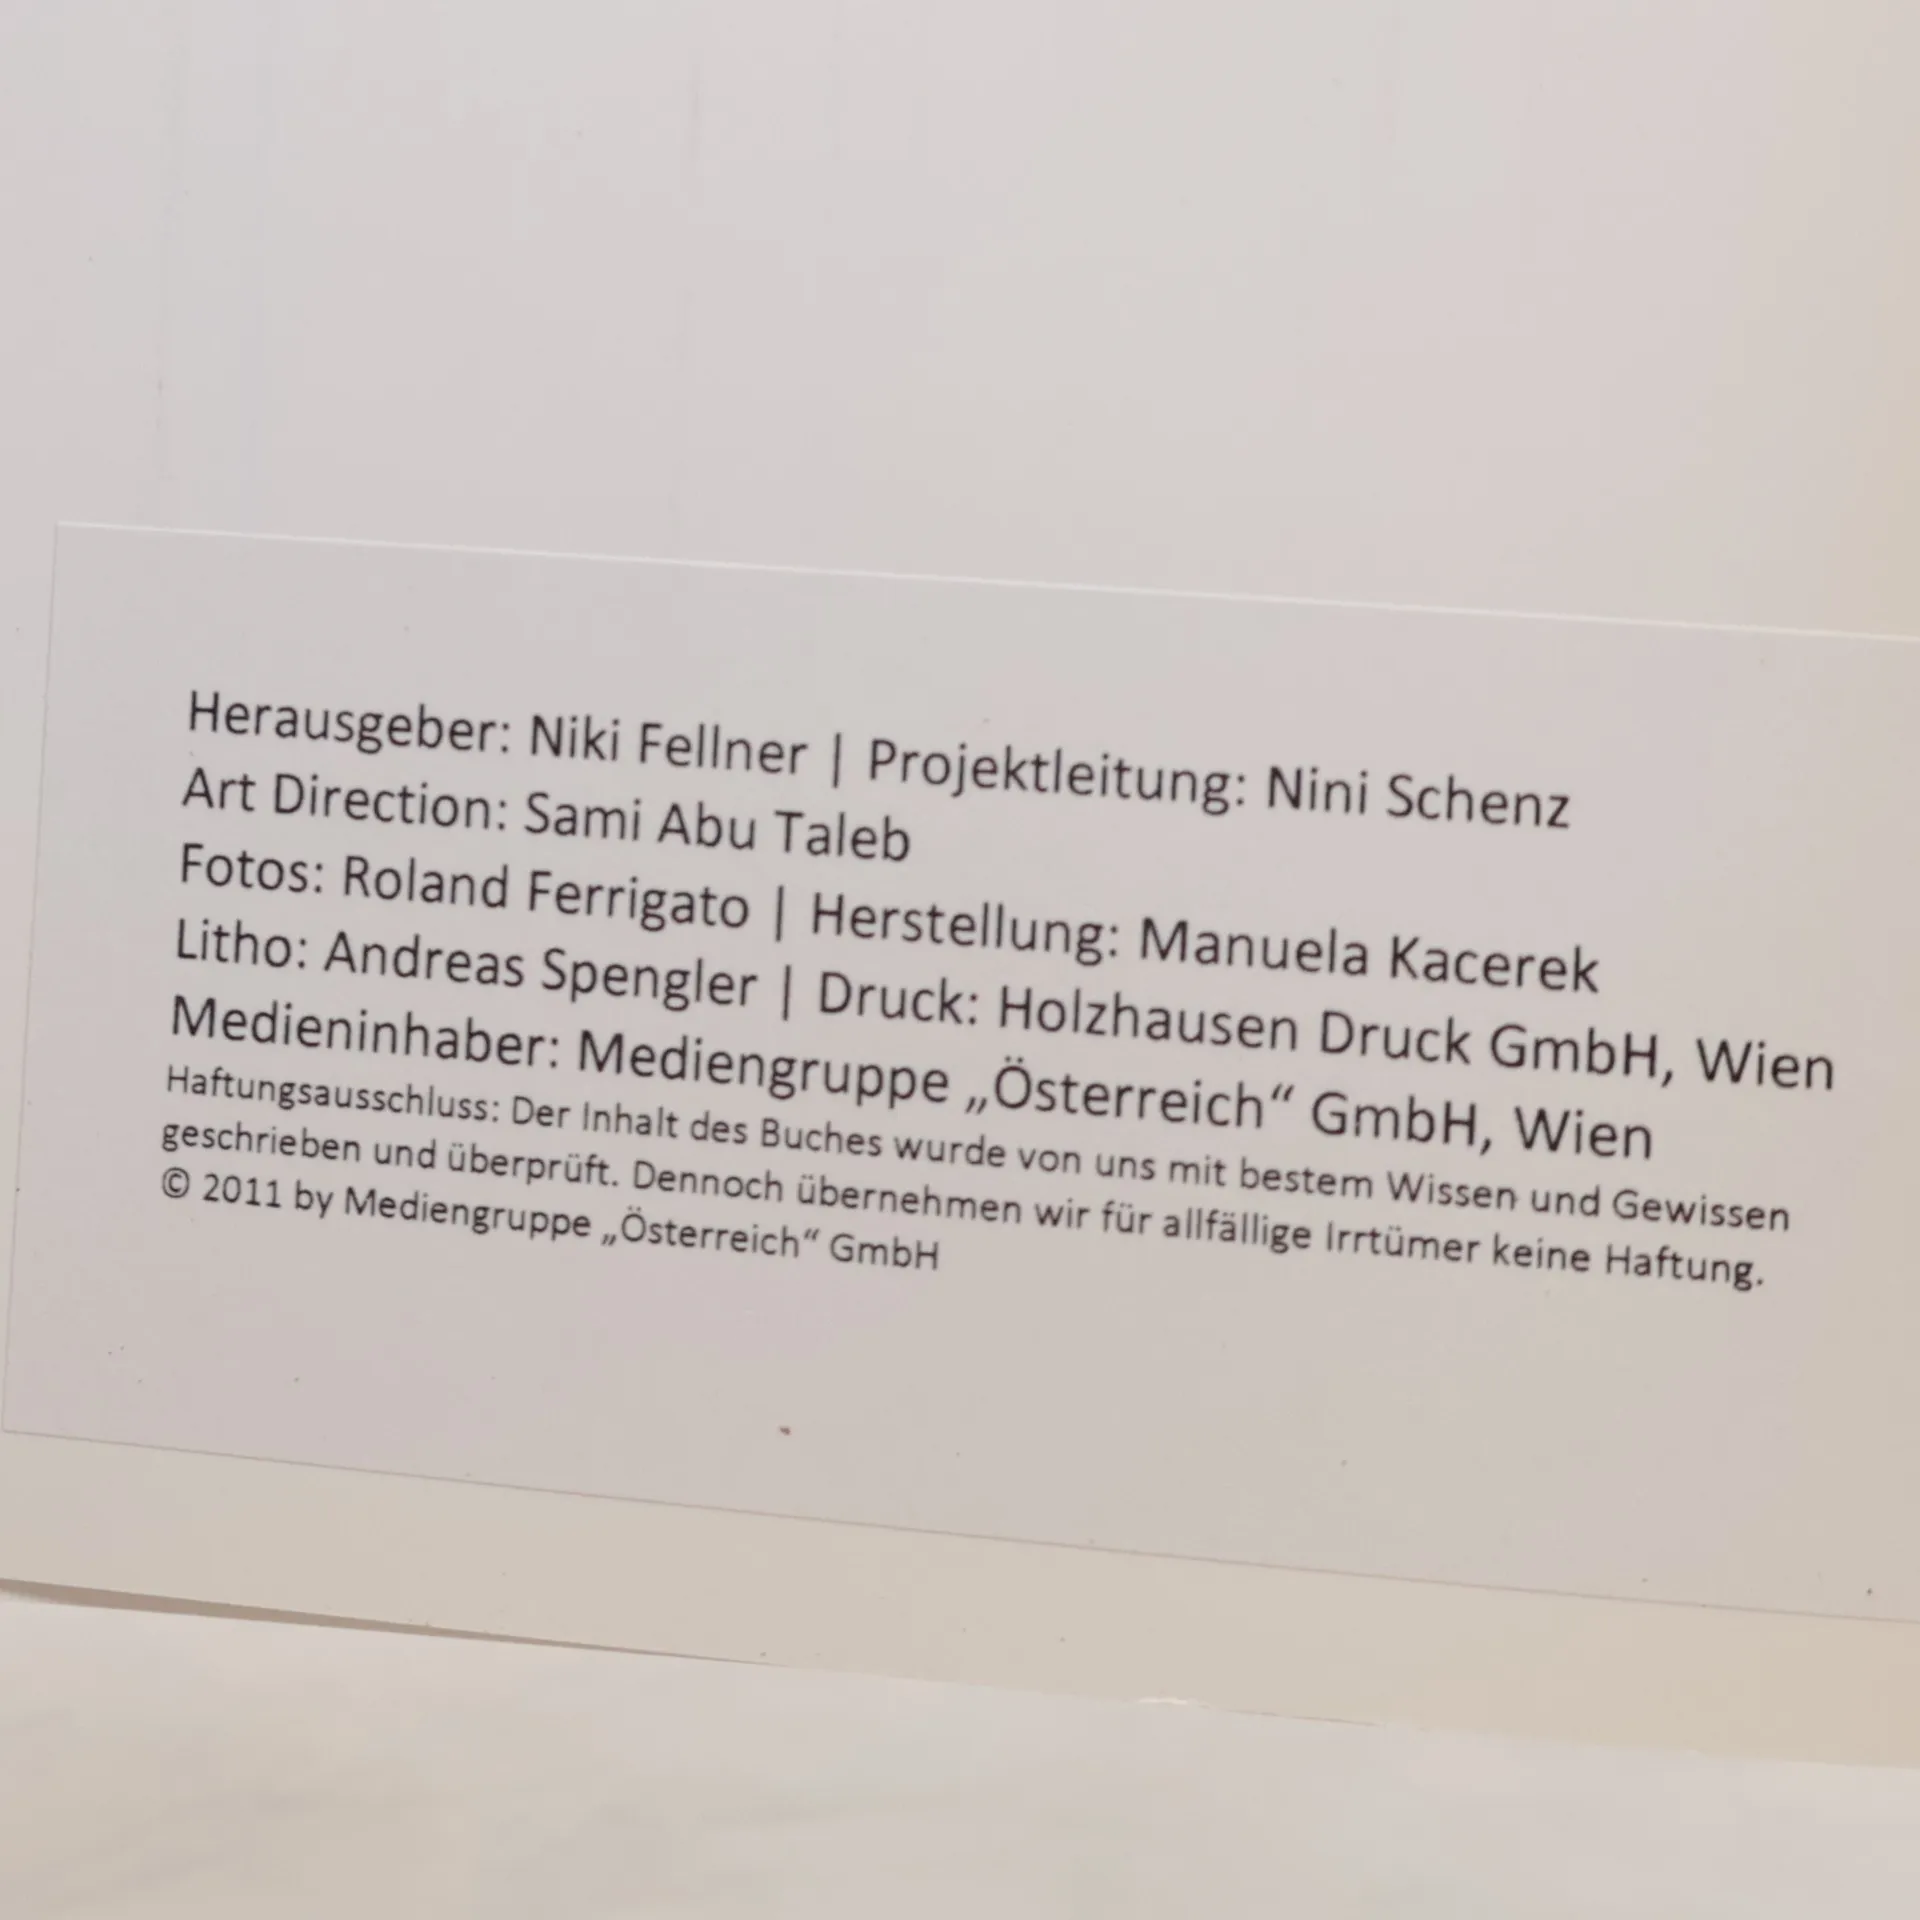 Herausgeber: Niki Fellner | Projektleitung: Nini Schenz
Art Direction: Sami Abu Taleb
Fotos: Roland Ferrigato | Herstellung: Manuela Kacerek
Litho: Andreas Spengler | Druck: Holzhausen Druck GmbH, Wien
Medieninhaber: Mediengruppe „Österreich“ GmbH, Wien
Haftungsausschluss: Der Inhalt des Buches wurde von uns mit bestem Wissen und Gewissen
geschrieben und überprüft. Dennoch übernehmen wir für allfällige Irrtümer keine Haftung.
© 2011 by Mediengruppe „Österreich“ GmbH